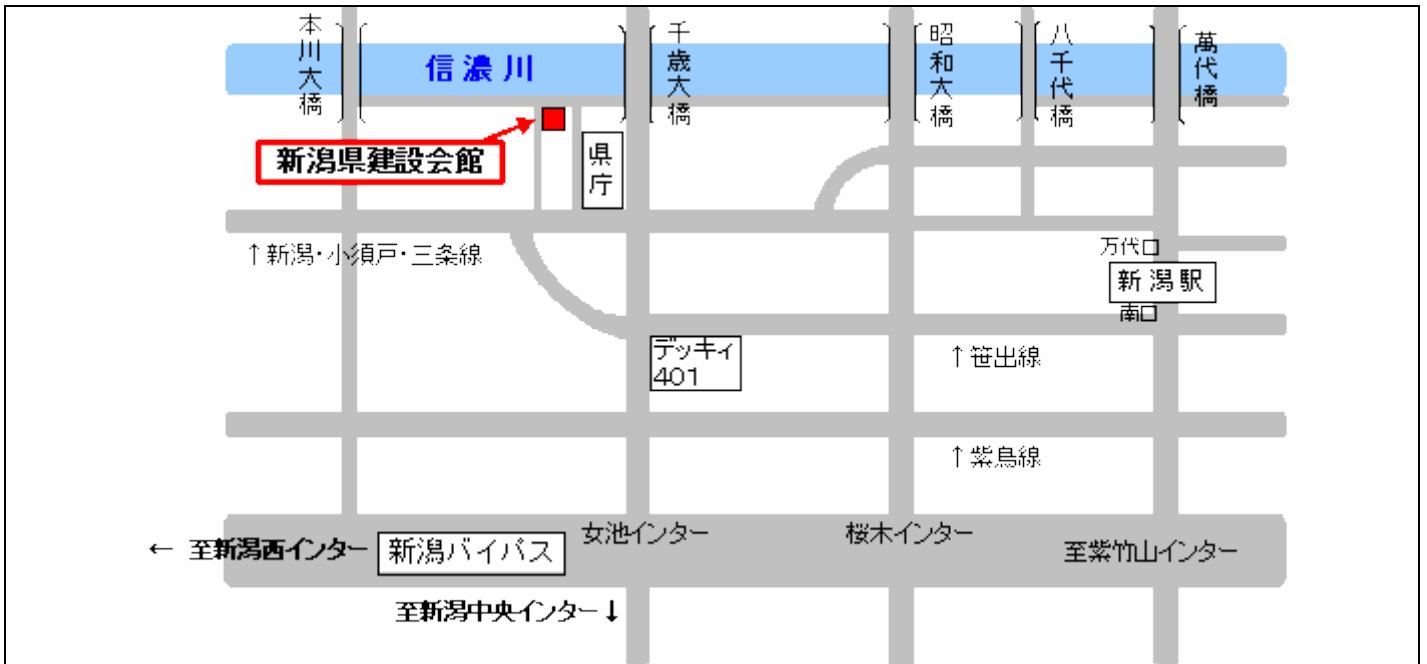 本川大橋
信濃川
千歳大橋
昭和大橋
八千代橋
萬代橋
新潟県建設会館
県庁
↑新潟・小須戸・三条線
万代口
新潟駅
南口
デッキィ
401
↑笹出線
↑紫鳥線
女池インター
桜木インター
← 至新潟西インター
新潟バイパス
至紫竹山インター
至新潟中央インター↓